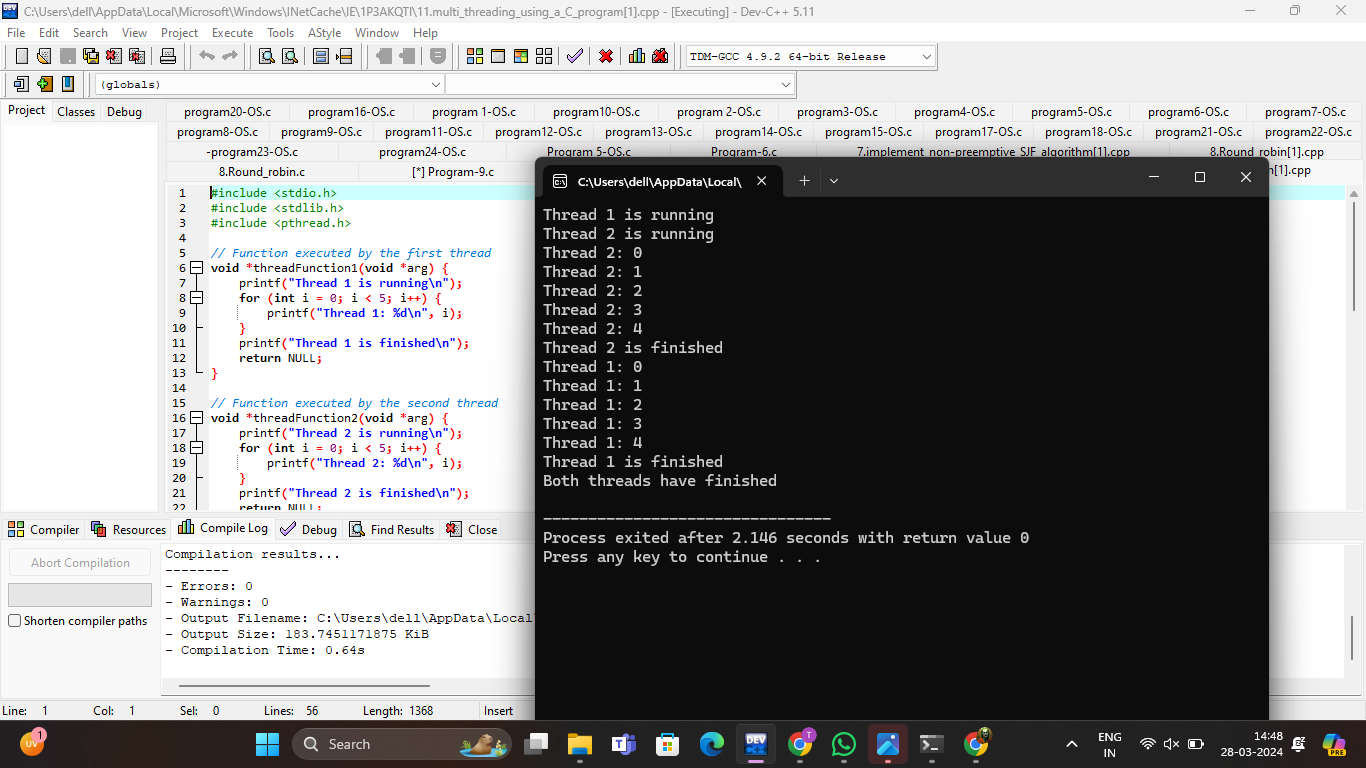 C:\Users\dell\AppData\Local\Microsoft\Windows\INetCache\IE\1P3AKQTI\11.multi_threading_using_a_C_program[1].cpp - [Executing] - Dev-C++ 5.11
File Edit Search View Project Execute Tools AStyle Window Help
TDM-GCC 4.9.2 64-bit Release
(globals)
Project Classes Debug
program20-OS.c program16-OS.c program 1-OS.c program10-OS.c program 2-OS.c program3-OS.c program4-OS.c program5-OS.c program6-OS.c program7-OS.c
program8-OS.c program9-OS.c program11-OS.c program12-OS.c program13-OS.c program14-OS.c program15-OS.c program17-OS.c program18-OS.c program21-OS.c program22-OS.c
-program23-OS.c program24-OS.c Program 5-OS.c Program-6.c 7.implement non-preemptive SJF algorithm[1].cpp 8.Round robin[1].cpp
8.Round_robin.c [*] Program-9.c n[1].cpp
1 #include <stdio.h>
2 #include <stdlib.h>
3 #include <pthread.h>
4
5 // Function executed by the first thread
6 void *threadFunction1(void *arg) {
7 printf("Thread 1 is running\n");
8 for (int i = 0; i < 5; i++) {
9 printf("Thread 1: %d\n", i);
10 }
11 printf("Thread 1 is finished\n");
12 return NULL;
13 }
14
15 // Function executed by the second thread
16 void *threadFunction2(void *arg) {
17 printf("Thread 2 is running\n");
18 for (int i = 0; i < 5; i++) {
19 printf("Thread 2: %d\n", i);
20 }
21 printf("Thread 2 is finished\n");
22 return NULL;
C:\Users\dell\AppData\Local\
Thread 1 is running
Thread 2 is running
Thread 2: 0
Thread 2: 1
Thread 2: 2
Thread 2: 3
Thread 2: 4
Thread 2 is finished
Thread 1: 0
Thread 1: 1
Thread 1: 2
Thread 1: 3
Thread 1: 4
Thread 1 is finished
Both threads have finished
--------------------------------
Process exited after 2.146 seconds with return value 0
Press any key to continue . . .
Compiler Resources Compile Log Debug Find Results Close
Abort Compilation
Shorten compiler paths
Compilation results...
--------
- Errors: 0
- Warnings: 0
- Output Filename: C:\Users\dell\AppData\Local
- Output Size: 183.7451171875 KiB
- Compilation Time: 0.64s
Line: 1 Col: 1 Sel: 0 Lines: 56 Length: 1368 Insert
UV 1
Search
DEV
T
PRE
ENG
IN
14:48
28-03-2024